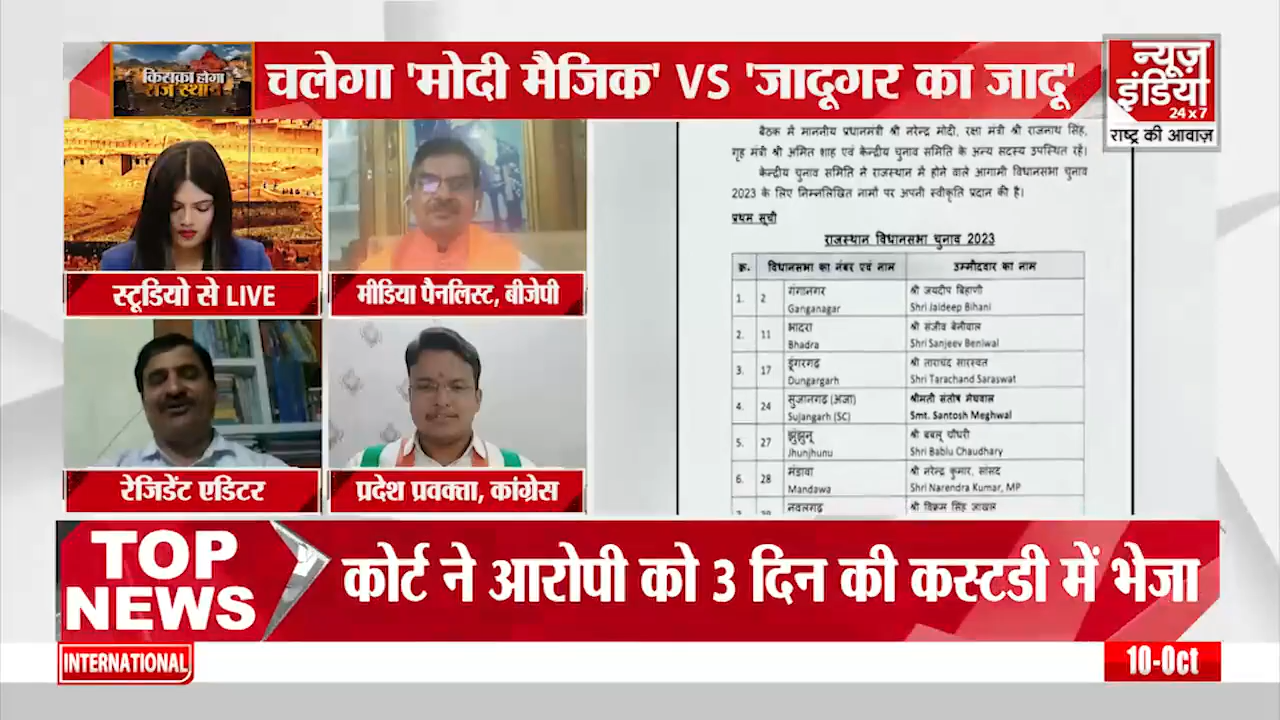 किसका होगा
राजस्थान
चलेगा 'मोदी मैजिक' VS 'जादूगर का जादू'
न्यूज़
इंडिया
24x7
राष्ट्र की आवाज़
स्टूडियो से LIVE
मीडिया पैनलिस्ट, बीजेपी
रेजिडेंट एडिटर
प्रदेश प्रवक्ता, कांग्रेस
बैठक में माननीय प्रधानमंत्री श्री नरेन्द्र मोदी, रक्षा मंत्री श्री राजनाथ सिंह,
गृह मंत्री श्री अमित शाह एवं केन्द्रीय चुनाव समिति के अन्य सदस्य उपस्थित रहें।
केन्द्रीय चुनाव समिति ने राजस्थान में होने वाले आगामी विधानसभा चुनाव
2023 के लिए निम्नलिखित नामों पर अपनी स्वीकृति प्रदान की है।
प्रथम सूची
राजस्थान विधानसभा चुनाव 2023
क्र. विधानसभा का नंबर एवं नाम उम्मीदवार का नाम
1. 2 गंगानगर श्री जयदीप बिहाणी
Ganganagar Shri Jaideep Bihani
2. 11 भादरा श्री संजीव बेनीवाल
Bhadra Shri Sanjeev Beniwal
3. 17 डूंगरगढ़ श्री ताराचंद सारस्वत
Dungargarh Shri Tarachand Saraswat
4. 24 सुजानगढ़ (अजा) श्रीमती संतोष मेघवाल
Sujangarh (SC) Smt. Santosh Meghwal
5. 27 झुंझुनू श्री बबलू चौधरी
Jhunjhunu Shri Bablu Chaudhary
6. 28 मंडावा श्री नरेन्द्र कुमार, सांसद
Mandawa Shri Narendra Kumar, MP
नवलगढ़ श्री विक्रम सिंह जाखल
TOP
NEWS
कोर्ट ने आरोपी को 3 दिन की कस्टडी में भेजा
INTERNATIONAL
10-Oct